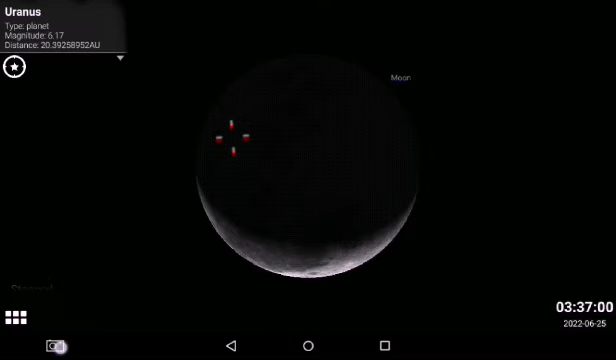 Uranus
Type: planet
Magnitude: 6.17
Distance: 20.39258952AU
Moon
03:37:00
2022-06-25